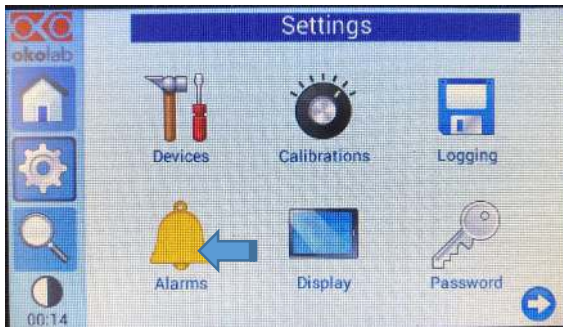 Settings
okolab
Devices
Calibrations
Logging
Alarms
Display
Password
00:14